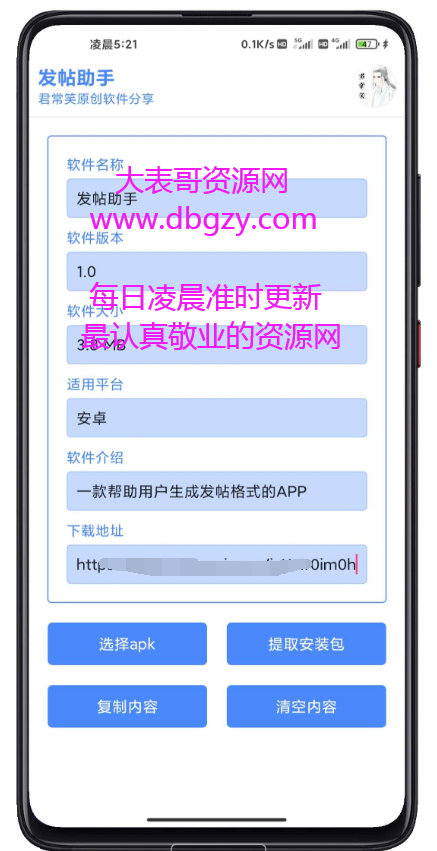 凌晨5:21
0.1K/s HD 5G HD 4G 47
发帖助手
君常笑原创软件分享
君常笑
软件名称
大表哥资源网
发帖助手
www.dbgzy.com
软件版本
1.0
每日凌晨准时更新
软件大小
最认真敬业的资源网
3.8 MB
适用平台
安卓
软件介绍
一款帮助用户生成发帖格式的APP
下载地址
http
0im0h
选择apk
提取安装包
复制内容
清空内容